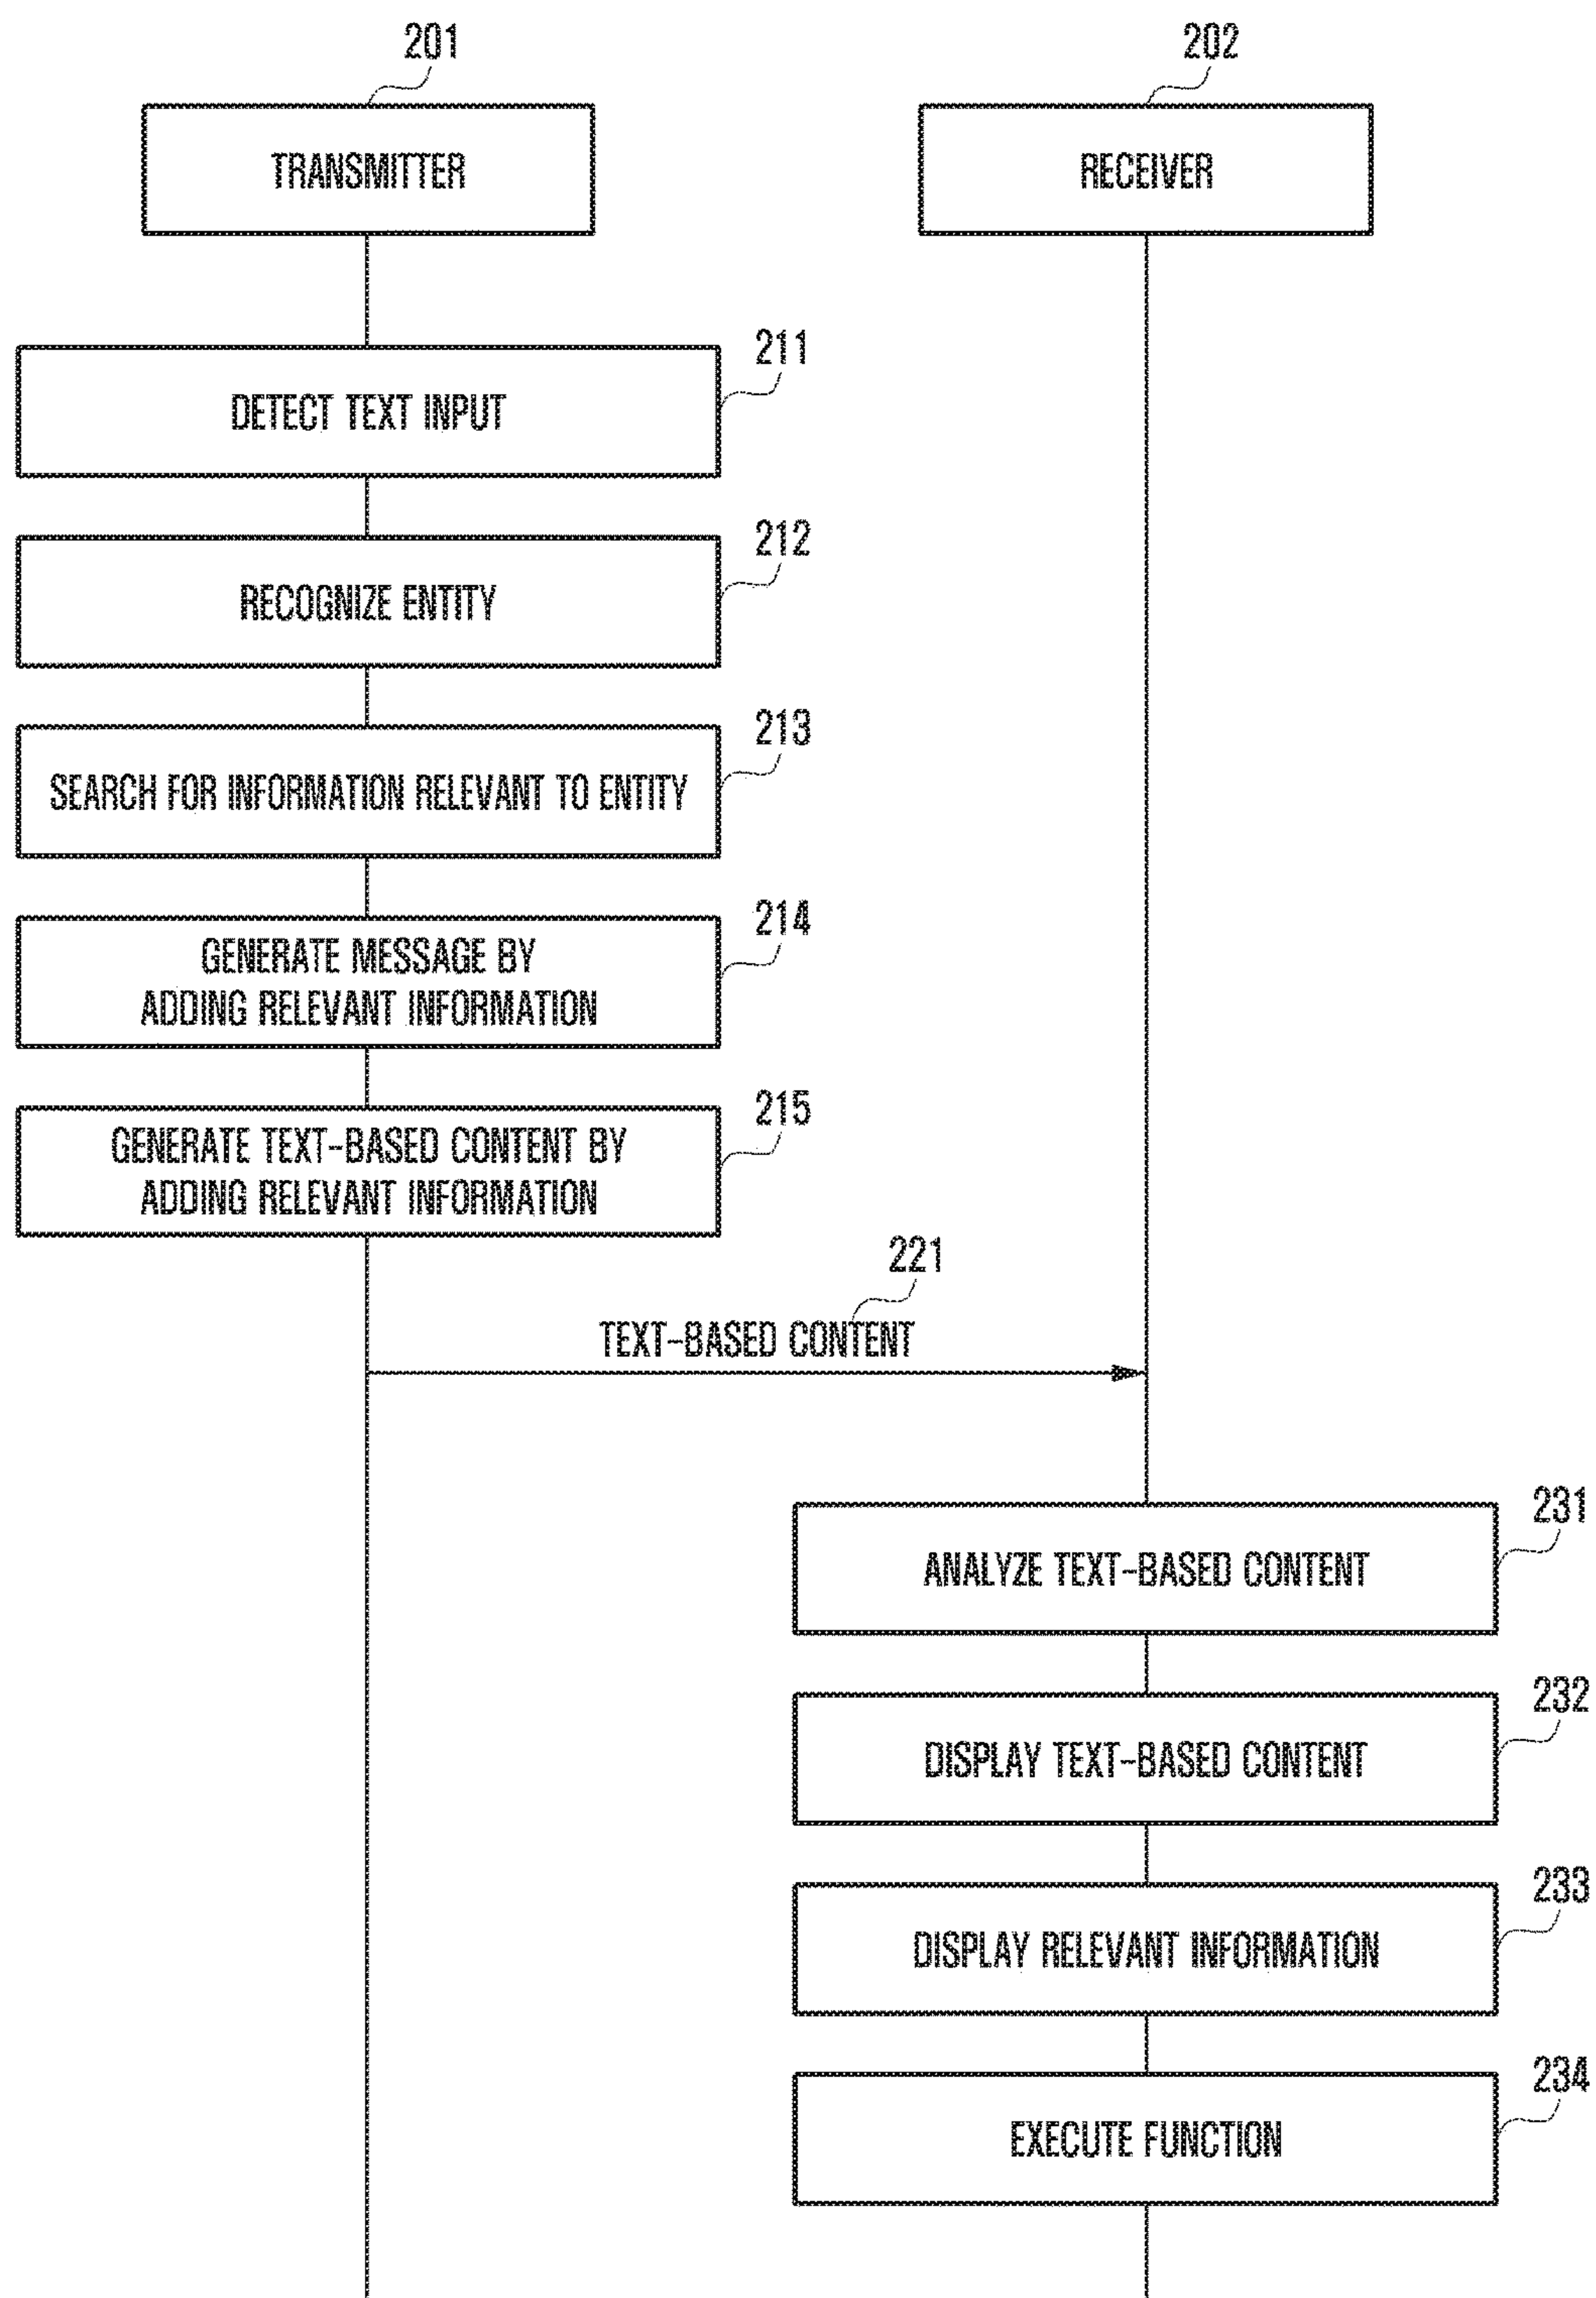 201
202
TRANSMITTER
RECEIVER
211
DETECT TEXT INPUT
212
RECOGNIZE ENTITY
213
SEARCH FOR INFORMATION RELEVANT TO ENTITY
214
GENERATE MESSAGE BY
ADDING RELEVANT INFORMATION
215
GENERATE TEXT-BASED CONTENT BY
ADDING RELEVANT INFORMATION
221
TEXT-BASED CONTENT
231
ANALYZE TEXT-BASED CONTENT
232
DISPLAY TEXT-BASED CONTENT
233
DISPLAY RELEVANT INFORMATION
234
EXECUTE FUNCTION